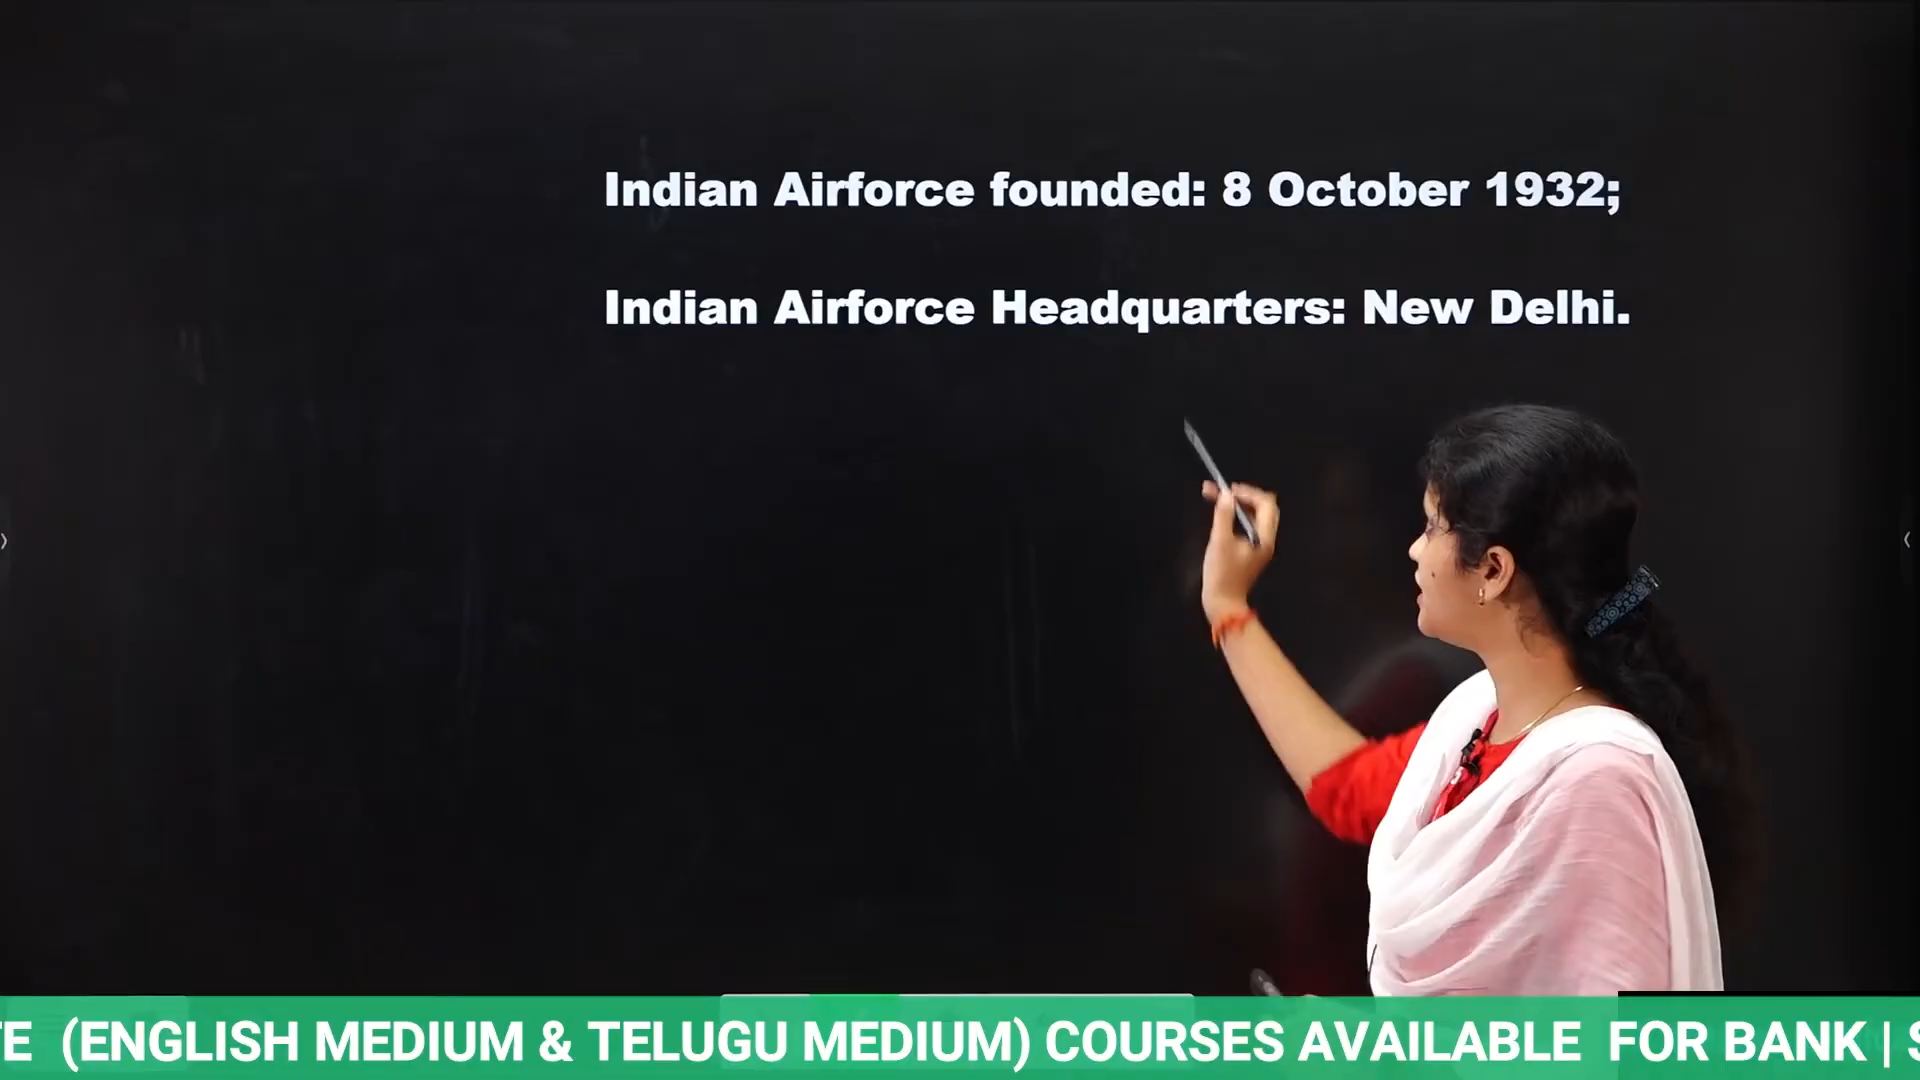 Indian Airforce founded: 8 October 1932;
Indian Airforce Headquarters: New Delhi.
(ENGLISH MEDIUM & TELUGU MEDIUM) COURSES AVAILABLE FOR BANK |